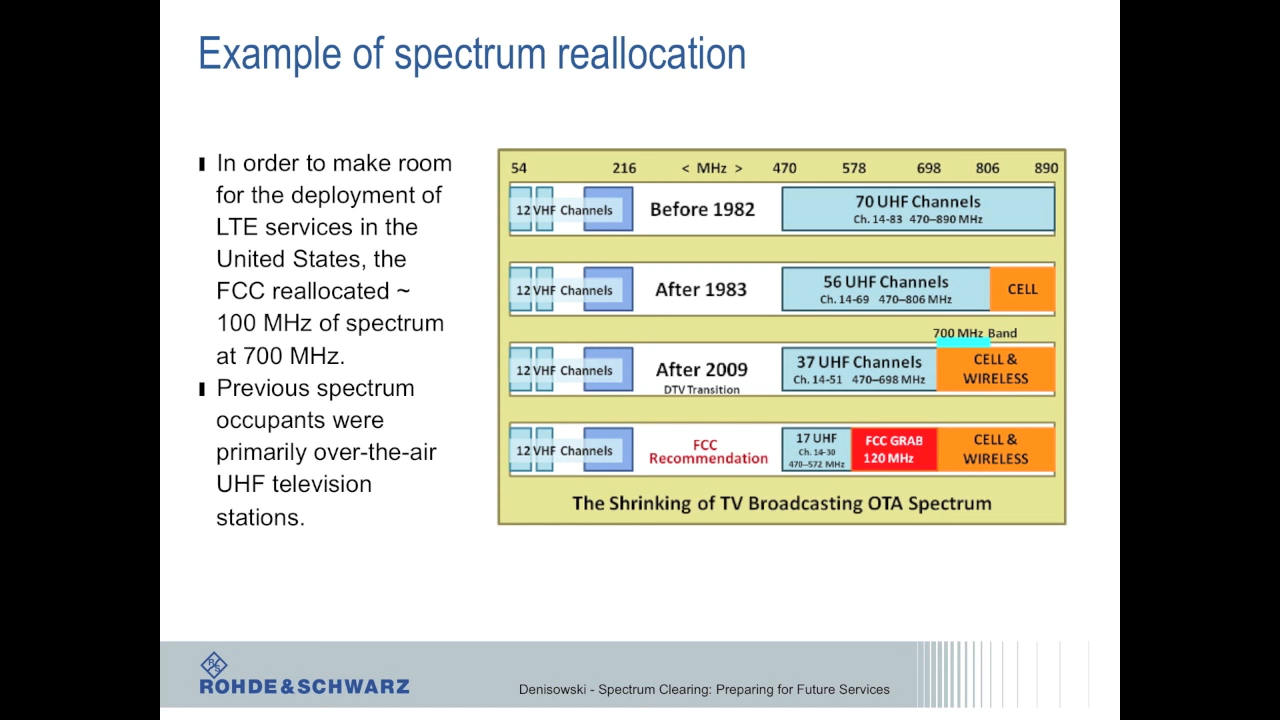 Example of spectrum reallocation
In order to make room
for the deployment of
LTE services in the
United States, the
FCC reallocated ~
100 MHz of spectrum
at 700 MHz.
Previous spectrum
occupants were
primarily over-the-air
UHF television
stations.
54 216 < MHz > 470 578 698 806 890
12 VHF Channels
Before 1982
70 UHF Channels
Ch. 14-83 470–890 MHz
12 VHF Channels
After 1983
56 UHF Channels
Ch. 14-69 470–806 MHz
CELL
700 MHz Band
12 VHF Channels
After 2009
DTV Transition
37 UHF Channels
Ch. 14-51 470–698 MHz
CELL &
WIRELESS
12 VHF Channels
FCC
Recommendation
17 UHF
Ch. 14-30
470–572 MHz
FCC GRAB
120 MHz
CELL &
WIRELESS
The Shrinking of TV Broadcasting OTA Spectrum
R S
ROHDE & SCHWARZ
Denisowski - Spectrum Clearing: Preparing for Future Services